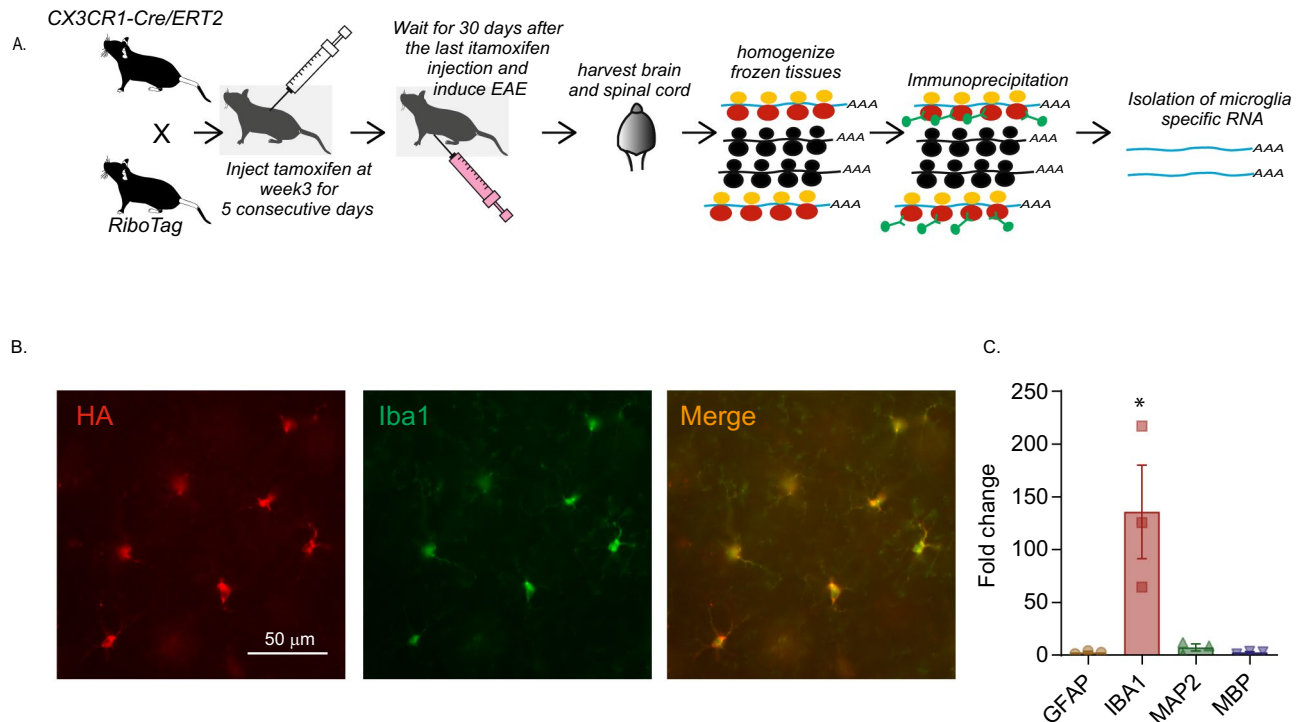 A.
CX3CR1-Cre/ERT2
X
RiboTag
Inject tamoxifen at
week3 for
5 consecutive days
Wait for 30 days after
the last itamoxifen
injection and
induce EAE
harvest brain
and spinal cord
homogenize
frozen tissues
AAA
AAA
AAA
AAA
Immunoprecipitation
AAA
AAA
AAA
AAA
Isolation of microglia
specific RNA
AAA
AAA
B.
HA
50 μm
Iba1
Merge
C.
Fold change
250
200
150
100
50
0
*
GFAP
IBA1
MAP2
MBP